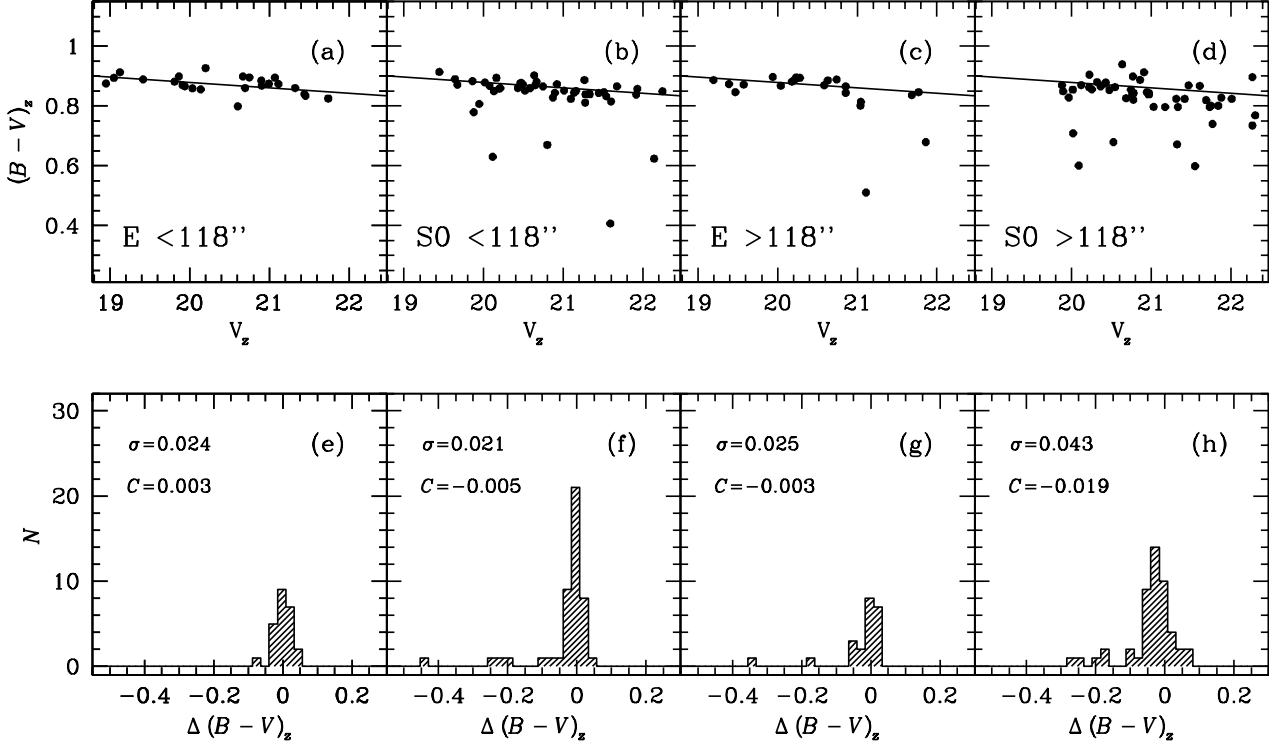 (a) (b) (c) (d)
1
0.8
0.6
0.4
(B − V)z
E <118’’ S0 <118’’ E >118’’ S0 >118’’
19 20 21 22 19 20 21 22 19 20 21 22 19 20 21 22
Vz Vz Vz Vz
30
20
10
0
N
(e) (f) (g) (h)
σ=0.024 σ=0.021 σ=0.025 σ=0.043
C=0.003 C=−0.005 C=−0.003 C=−0.019
−0.4 −0.2 0 0.2 −0.4 −0.2 0 0.2 −0.4 −0.2 0 0.2 −0.4 −0.2 0 0.2
Δ (B − V)z Δ (B − V)z Δ (B − V)z Δ (B − V)z